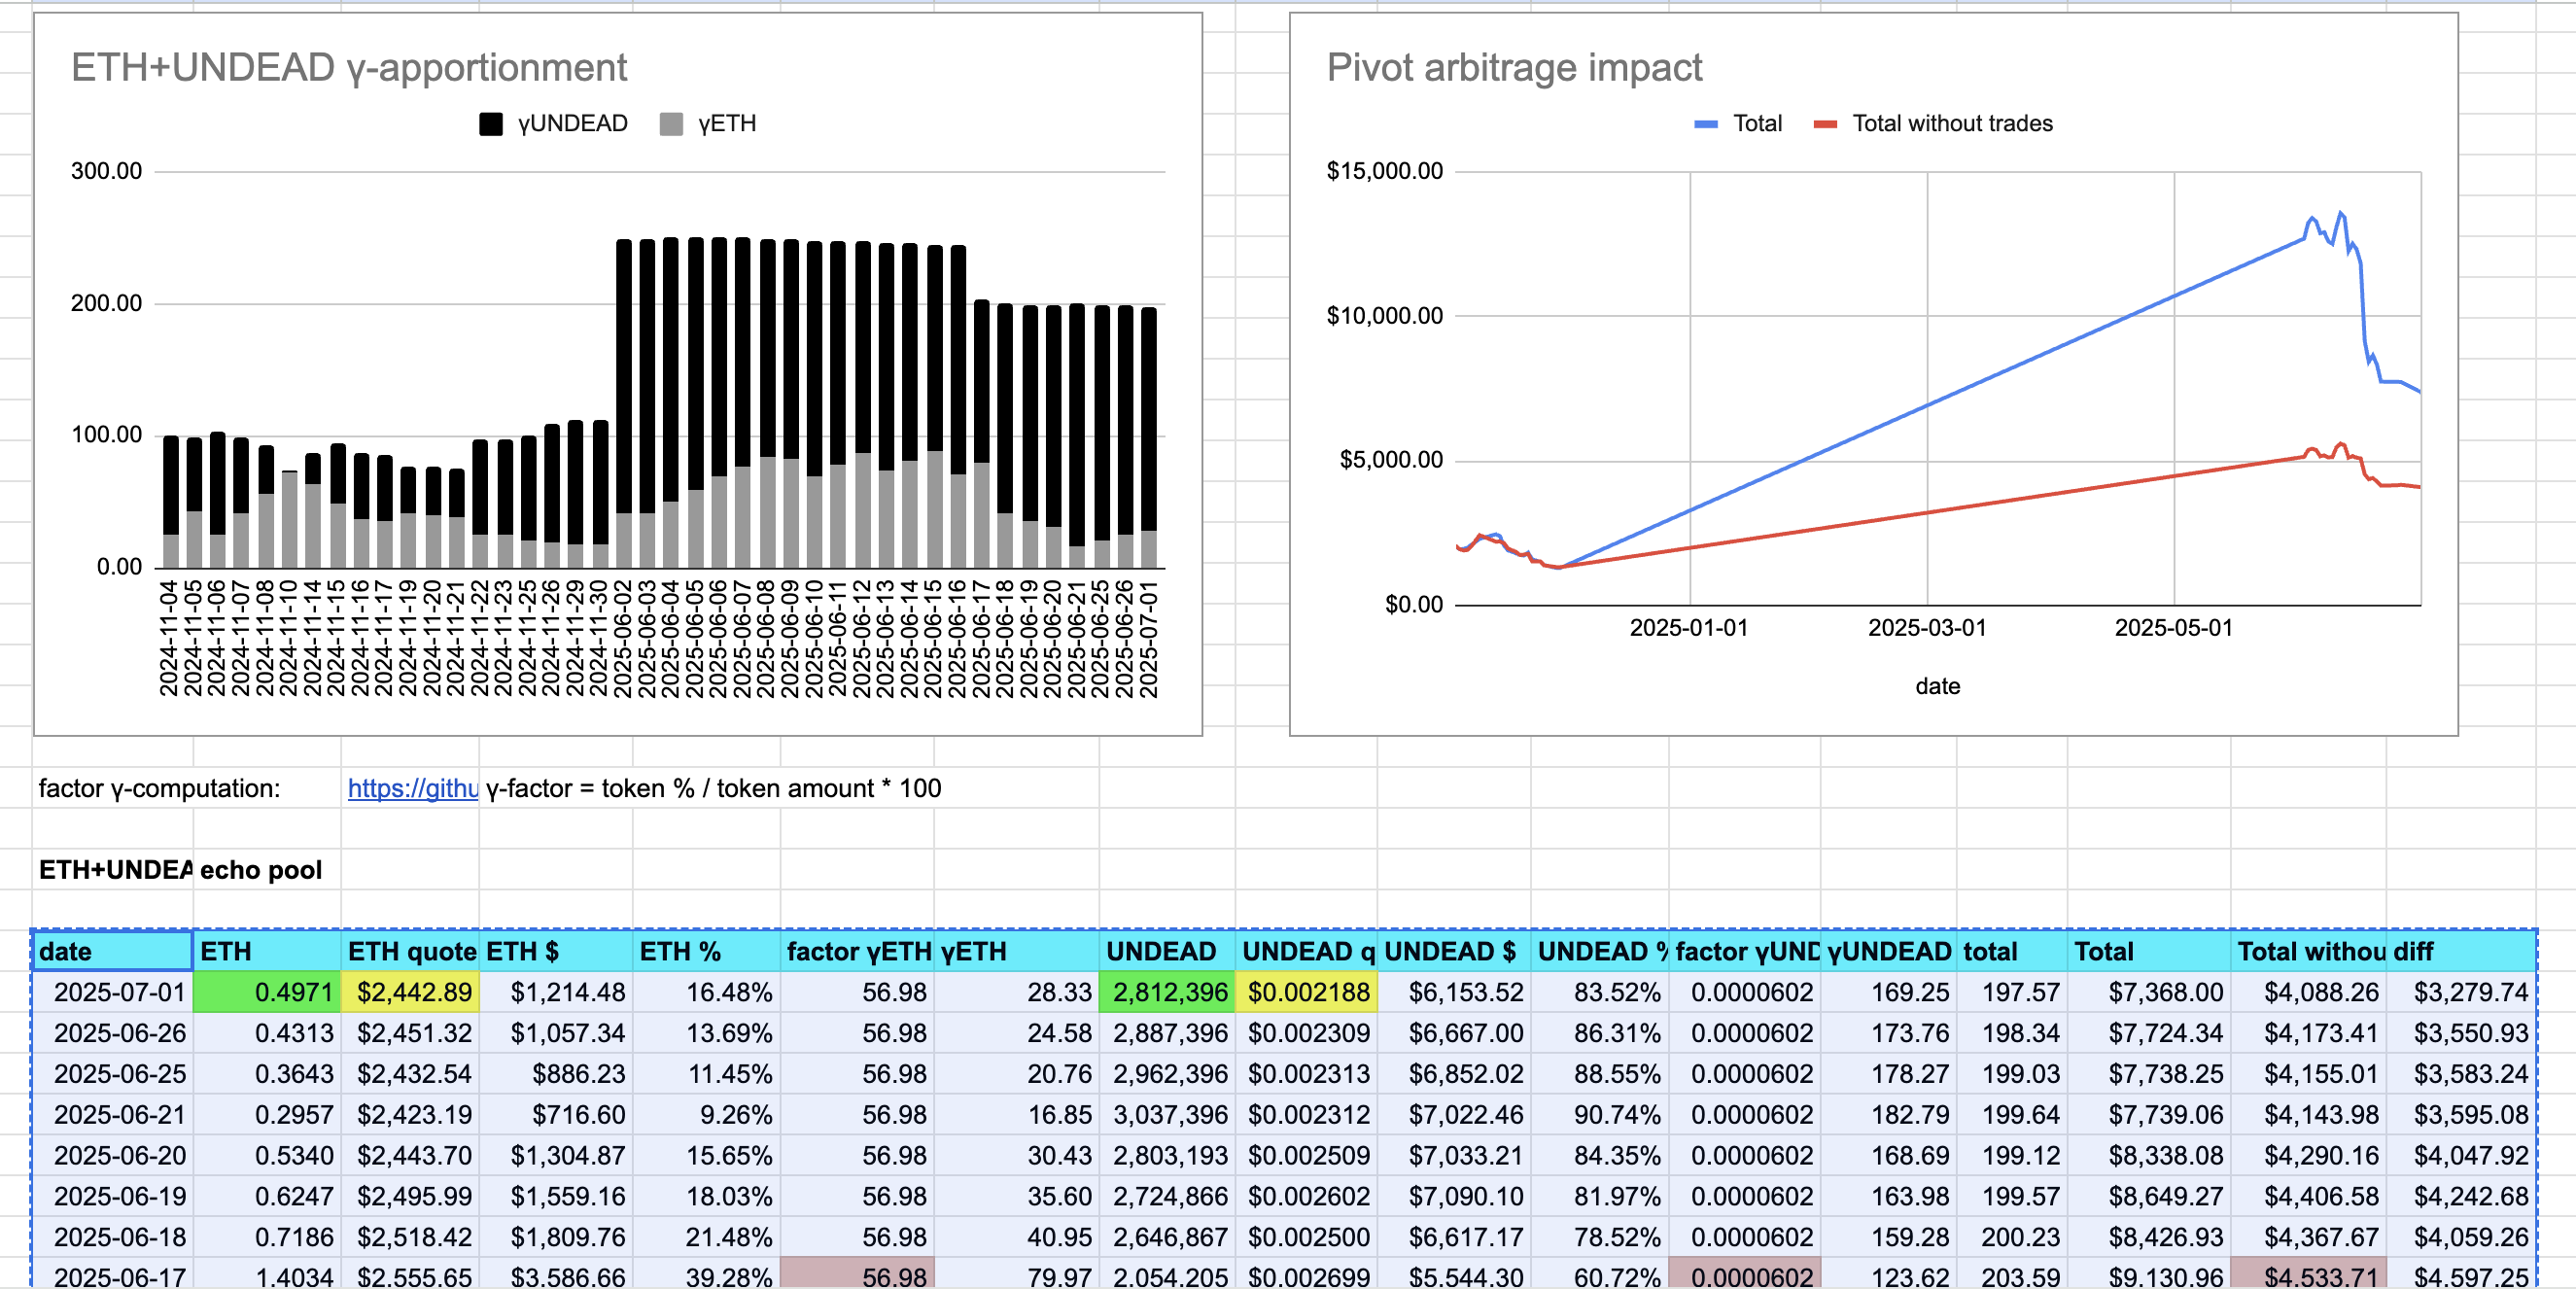 ETH+UNDEAD γ-apportionment
γUNDEAD γETH
300.00
200.00
100.00
0.00
2024-11-04 2024-11-05 2024-11-06 2024-11-07 2024-11-08 2024-11-10 2024-11-14 2024-11-15 2024-11-16 2024-11-17 2024-11-19 2024-11-20 2024-11-21 2024-11-22 2024-11-23 2024-11-25 2024-11-26 2024-11-29 2024-11-30 2025-06-02 2025-06-03 2025-06-04 2025-06-05 2025-06-06 2025-06-07 2025-06-08 2025-06-09 2025-06-10 2025-06-11 2025-06-12 2025-06-13 2025-06-14 2025-06-15 2025-06-16 2025-06-17 2025-06-18 2025-06-19 2025-06-20 2025-06-21 2025-06-25 2025-06-26 2025-07-01
Pivot arbitrage impact
Total Total without trades
$15,000.00
$10,000.00
$5,000.00
$0.00
2025-01-01 2025-03-01 2025-05-01
date
factor γ-computation: https://githu γ-factor = token % / token amount * 100
ETH+UNDEA echo pool
date ETH ETH quote ETH $ ETH % factor γETH γETH UNDEAD UNDEAD q UNDEAD $ UNDEAD % factor γUND γUNDEAD total Total Total withou diff
2025-07-01 0.4971 $2,442.89 $1,214.48 16.48% 56.98 28.33 2,812,396 $0.002188 $6,153.52 83.52% 0.0000602 169.25 197.57 $7,368.00 $4,088.26 $3,279.74
2025-06-26 0.4313 $2,451.32 $1,057.34 13.69% 56.98 24.58 2,887,396 $0.002309 $6,667.00 86.31% 0.0000602 173.76 198.34 $7,724.34 $4,173.41 $3,550.93
2025-06-25 0.3643 $2,432.54 $886.23 11.45% 56.98 20.76 2,962,396 $0.002313 $6,852.02 88.55% 0.0000602 178.27 199.03 $7,738.25 $4,155.01 $3,583.24
2025-06-21 0.2957 $2,423.19 $716.60 9.26% 56.98 16.85 3,037,396 $0.002312 $7,022.46 90.74% 0.0000602 182.79 199.64 $7,739.06 $4,143.98 $3,595.08
2025-06-20 0.5340 $2,443.70 $1,304.87 15.65% 56.98 30.43 2,803,193 $0.002509 $7,033.21 84.35% 0.0000602 168.69 199.12 $8,338.08 $4,290.16 $4,047.92
2025-06-19 0.6247 $2,495.99 $1,559.16 18.03% 56.98 35.60 2,724,866 $0.002602 $7,090.10 81.97% 0.0000602 163.98 199.57 $8,649.27 $4,406.58 $4,242.68
2025-06-18 0.7186 $2,518.42 $1,809.76 21.48% 56.98 40.95 2,646,867 $0.002500 $6,617.17 78.52% 0.0000602 159.28 200.23 $8,426.93 $4,367.67 $4,059.26
2025-06-17 1.4034 $2,555.65 $3,586.66 39.28% 56.98 79.97 2,054,205 $0.002699 $5,544.30 60.72% 0.0000602 123.62 203.59 $9,130.96 $4,533.71 $4,597.25